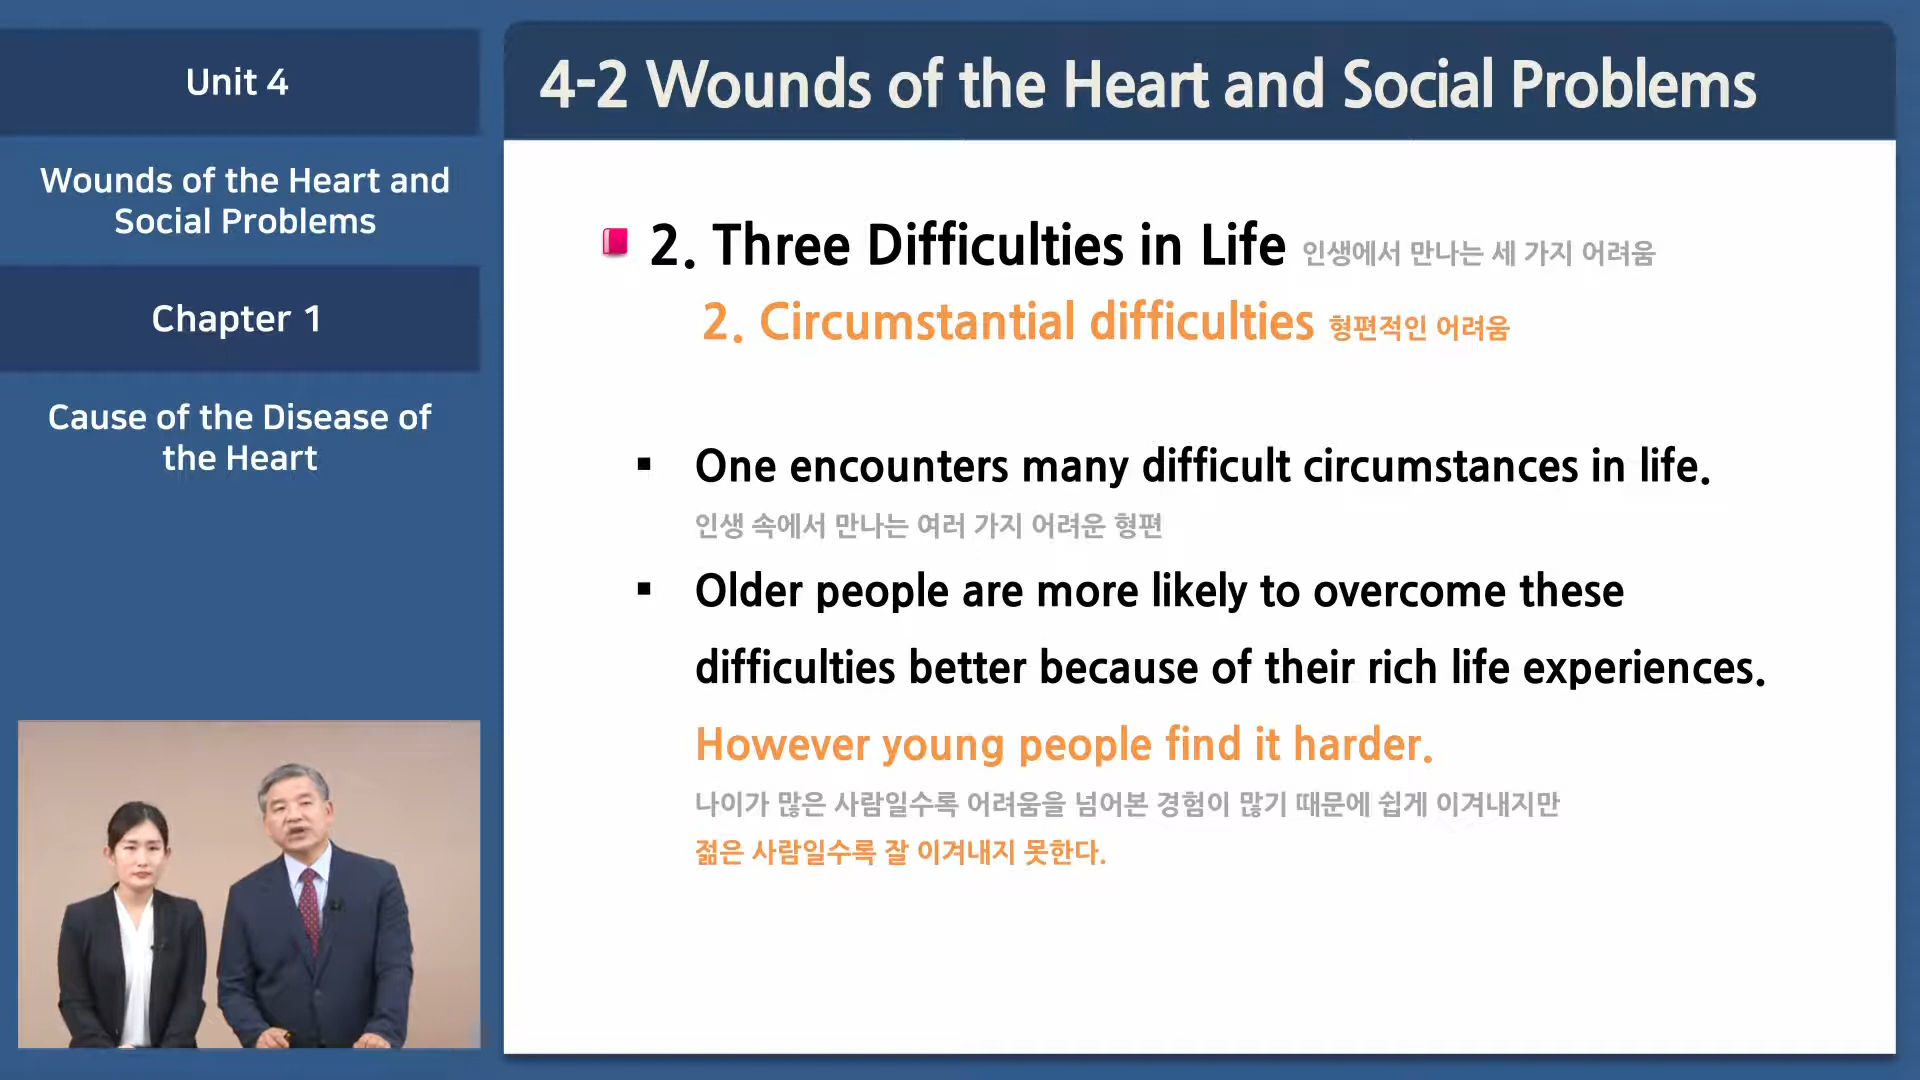 Unit 4
Wounds of the Heart and
Social Problems
Chapter 1
Cause of the Disease of
the Heart
4-2 Wounds of the Heart and Social Problems
2. Three Difficulties in Life 인생에서 만나는 세 가지 어려움
2. Circumstantial difficulties 형편적인 어려움
▪ One encounters many difficult circumstances in life.
인생 속에서 만나는 여러 가지 어려운 형편
▪ Older people are more likely to overcome these
difficulties better because of their rich life experiences.
However young people find it harder.
나이가 많은 사람일수록 어려움을 넘어본 경험이 많기 때문에 쉽게 이겨내지만
젊은 사람일수록 잘 이겨내지 못한다.